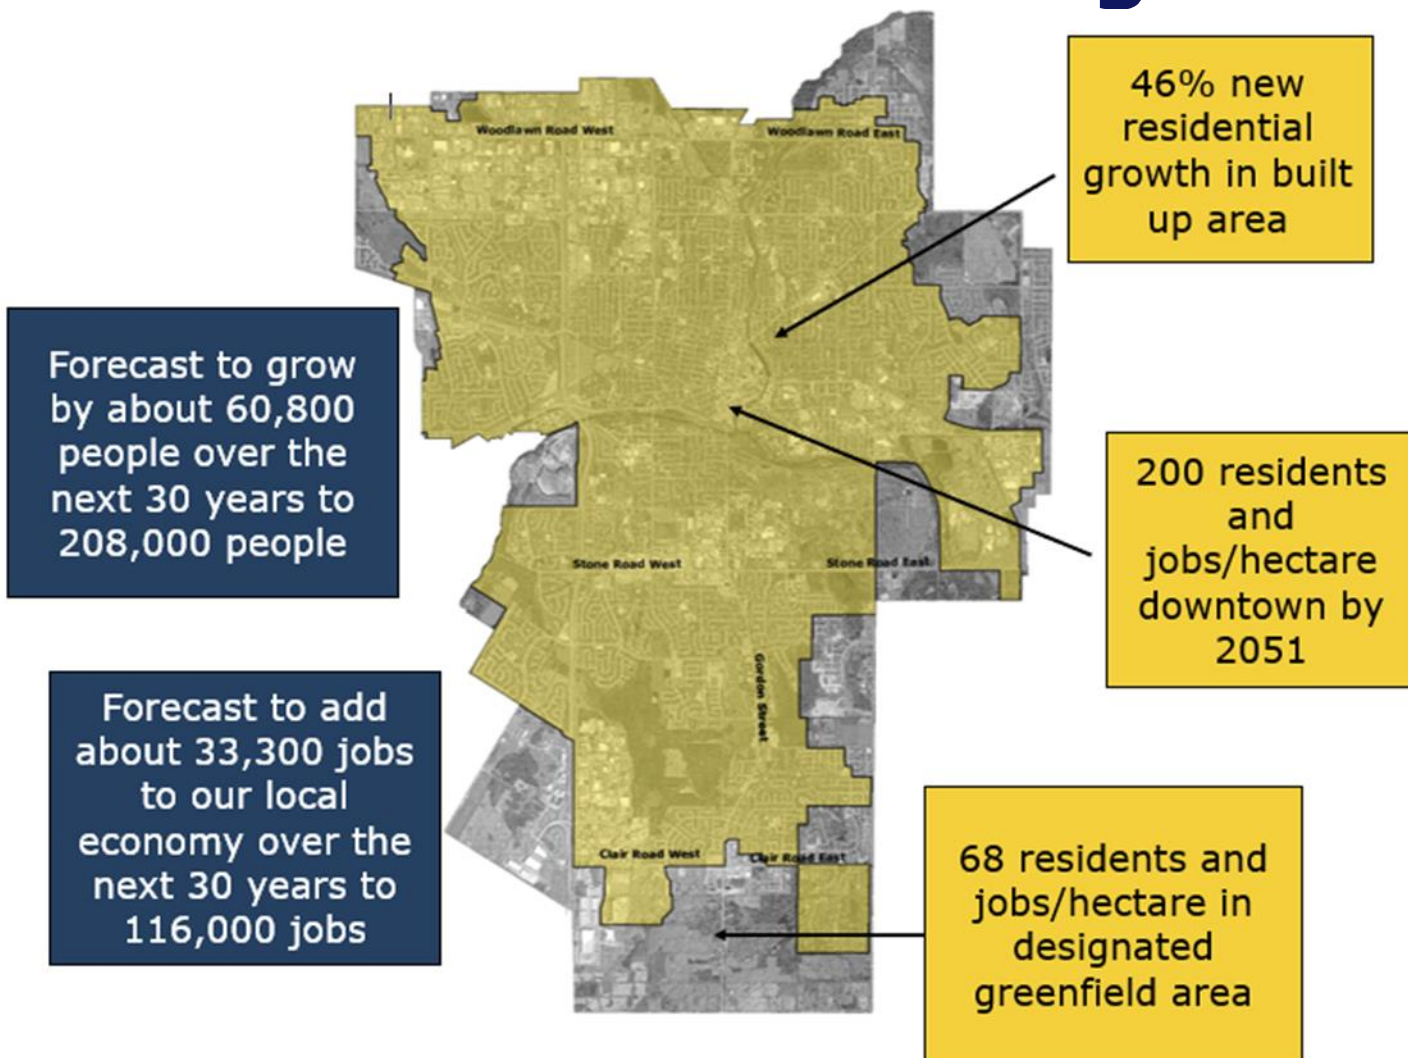 46% new
residential
growth in built
up area
Forecast to grow
by about 60,800
people over the
next 30 years to
208,000 people
200 residents
and
jobs/hectare
downtown by
2051
Forecast to add
about 33,300 jobs
to our local
economy over the
next 30 years to
116,000 jobs
68 residents and
jobs/hectare in
designated
greenfield area
Woodlawn Road West
Woodlawn Road East
Stone Road West
Stone Road East
Gordon Street
Clair Road West
Clair Road East